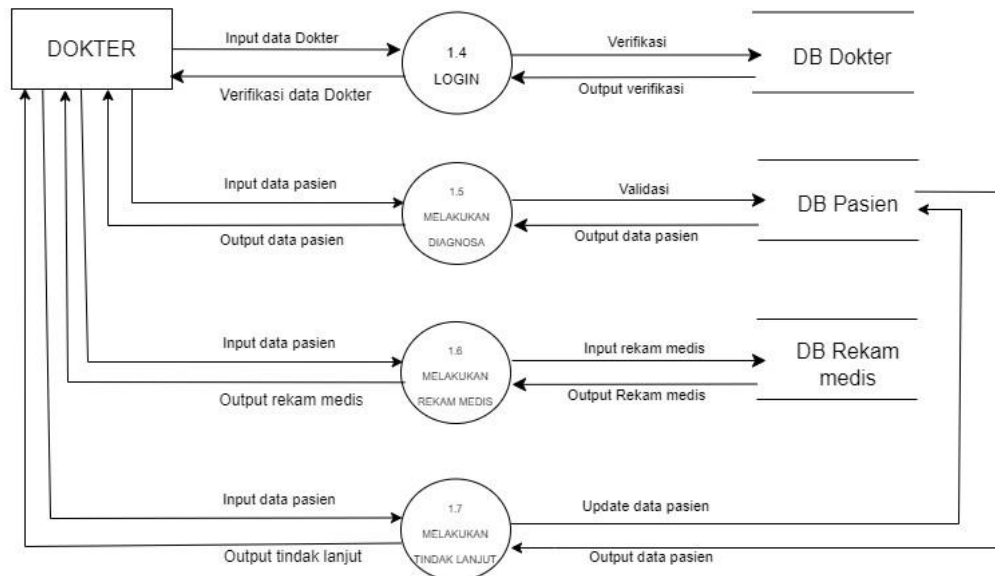 DOKTER
Input data Dokter
Verifikasi data Dokter
1.4
LOGIN
Verifikasi
Output verifikasi
DB Dokter
Input data pasien
Output data pasien
1.5
MELAKUKAN
DIAGNOSA
Validasi
Output data pasien
DB Pasien
Input data pasien
Output rekam medis
1.6
MELAKUKAN
REKAM MEDIS
Input rekam medis
Output Rekam medis
DB Rekam
medis
Input data pasien
Output tindak lanjut
1.7
MELAKUKAN
TINDAK LANJUT
Update data pasien
Output data pasien